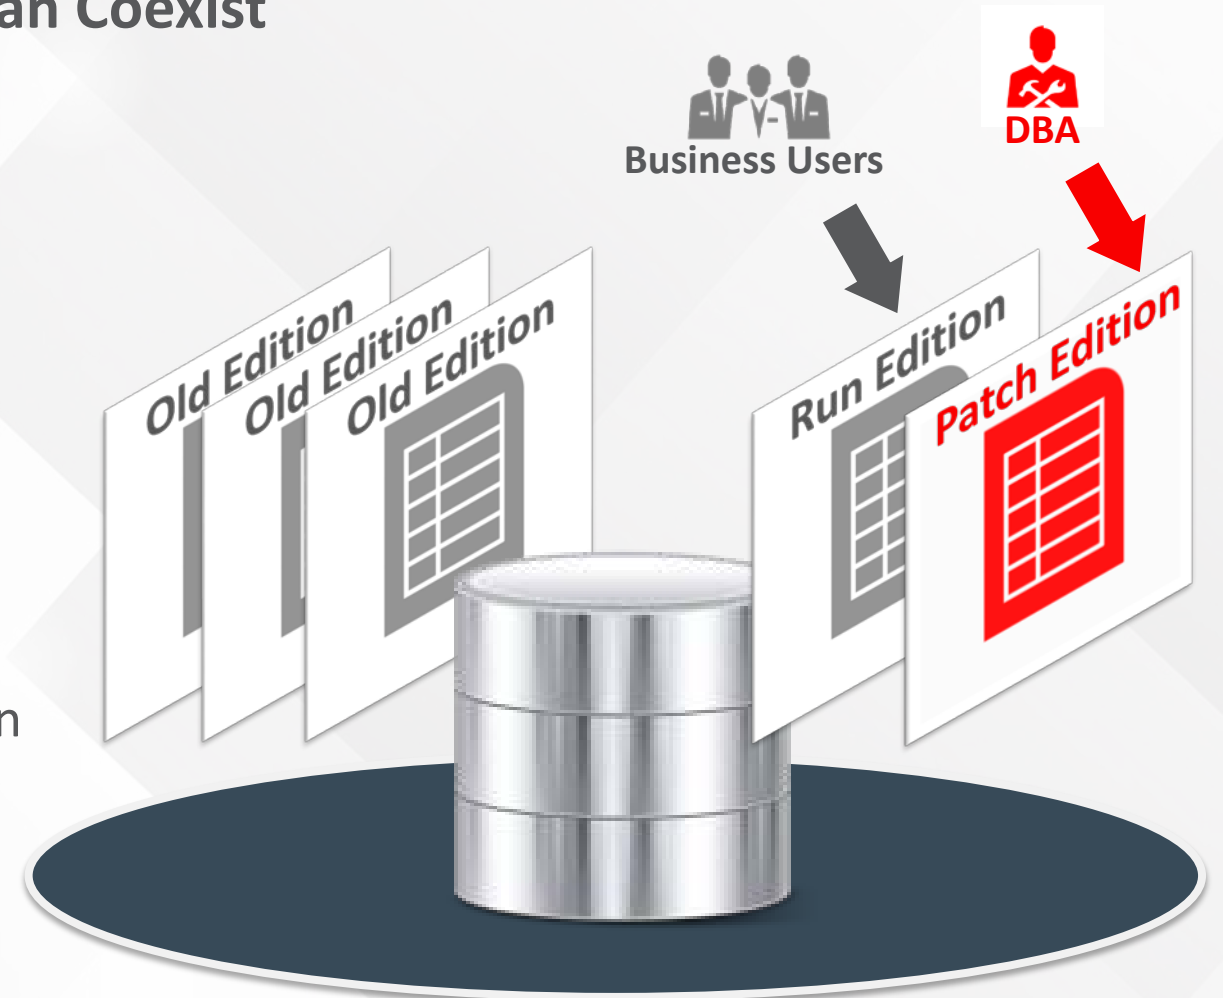 an Coexist
DBA
Business Users
Old Edition
Old Edition
Old Edition
Run Edition
Patch Edition
n